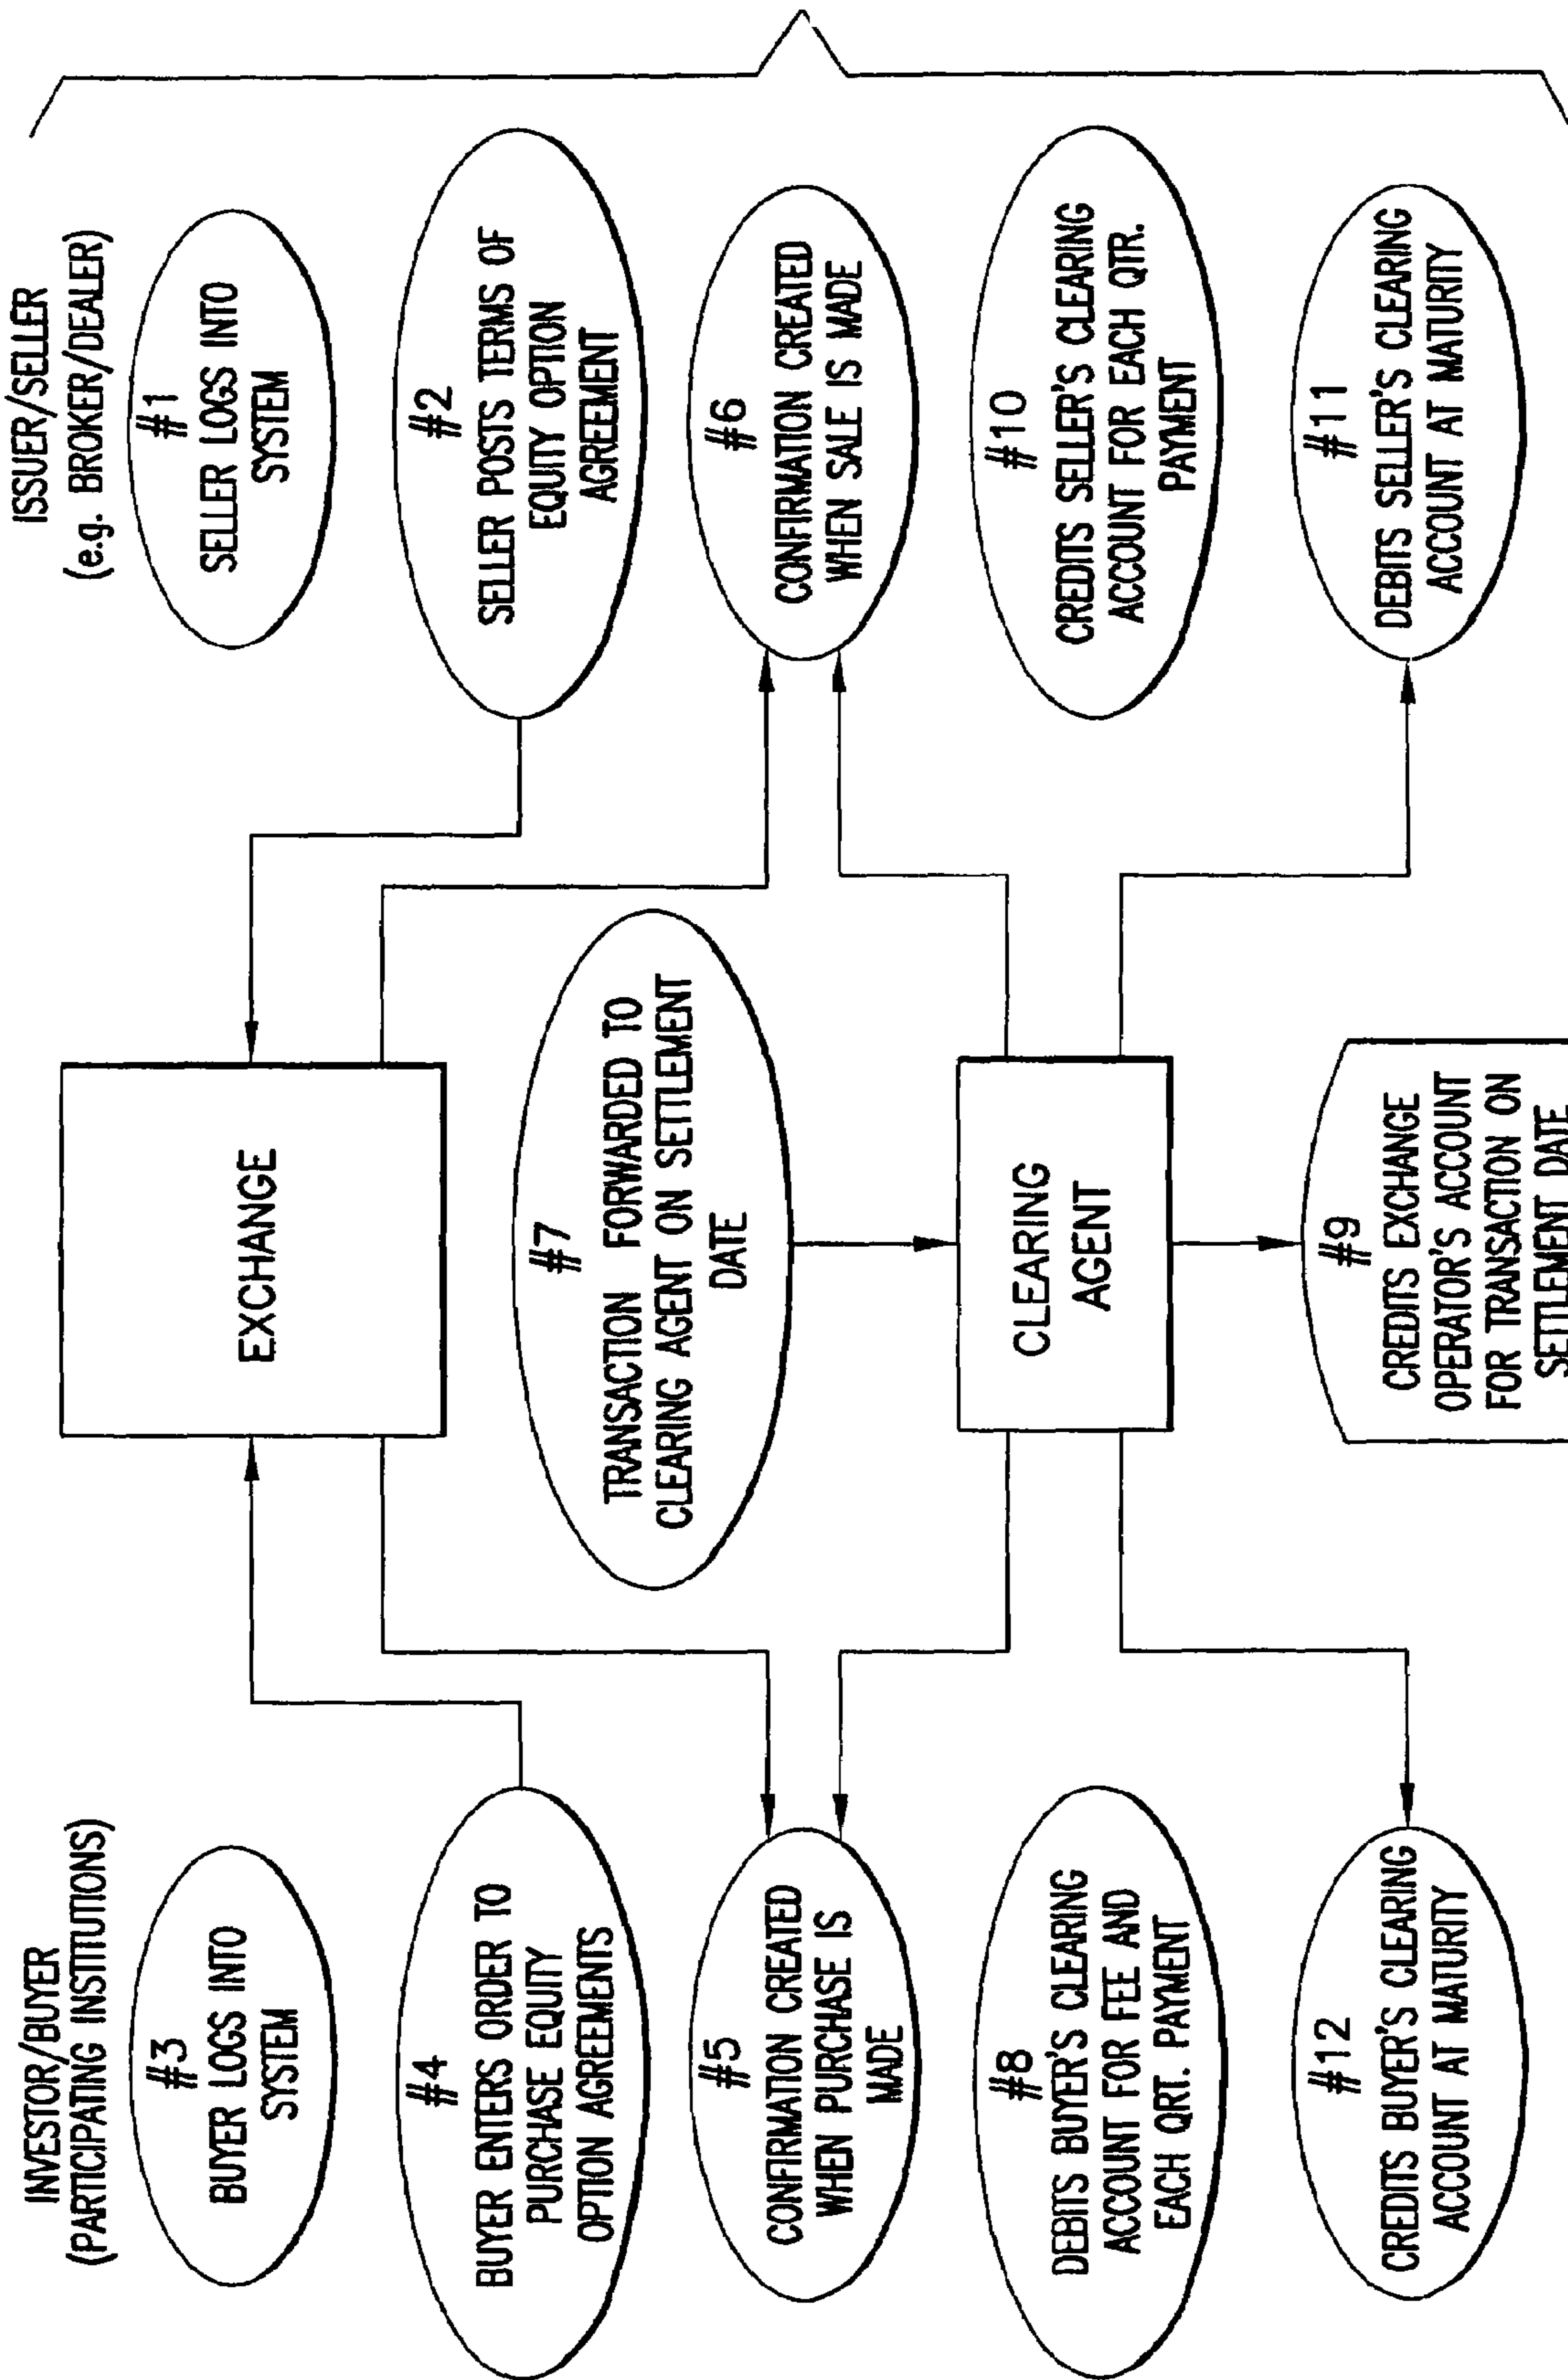 INVESTOR/BUYER
(PARTICIPATING INSTITUTIONS)
#3
BUYER LOGS INTO
SYSTEM
#4
BUYER ENTERS ORDER TO
PURCHASE EQUITY
OPTION AGREEMENTS
#5
CONFIRMATION CREATED
WHEN PURCHASE IS
MADE
#8
DEBITS BUYER'S CLEARING
ACCOUNT FOR FEE AND
EACH QRT. PAYMENT
#12
CREDITS BUYER'S CLEARING
ACCOUNT AT MATURITY
EXCHANGE
#7
TRANSACTION FORWARDED TO
CLEARING AGENT ON SETTLEMENT
DATE
CLEARING
AGENT
#9
CREDITS EXCHANGE
OPERATOR'S ACCOUNT
FOR TRANSACTION ON
SETTLEMENT DATE
ISSUER/SELLER
(e.g. BROKER/DEALER)
#1
SELLER LOGS INTO
SYSTEM
#2
SELLER POSTS TERMS OF
EQUITY OPTION
AGREEMENT
#6
CONFIRMATION CREATED
WHEN SALE IS MADE
#10
CREDITS SELLER'S CLEARING
ACCOUNT FOR EACH QTR.
PAYMENT
#11
DEBITS SELLER'S CLEARING
ACCOUNT AT MATURITY